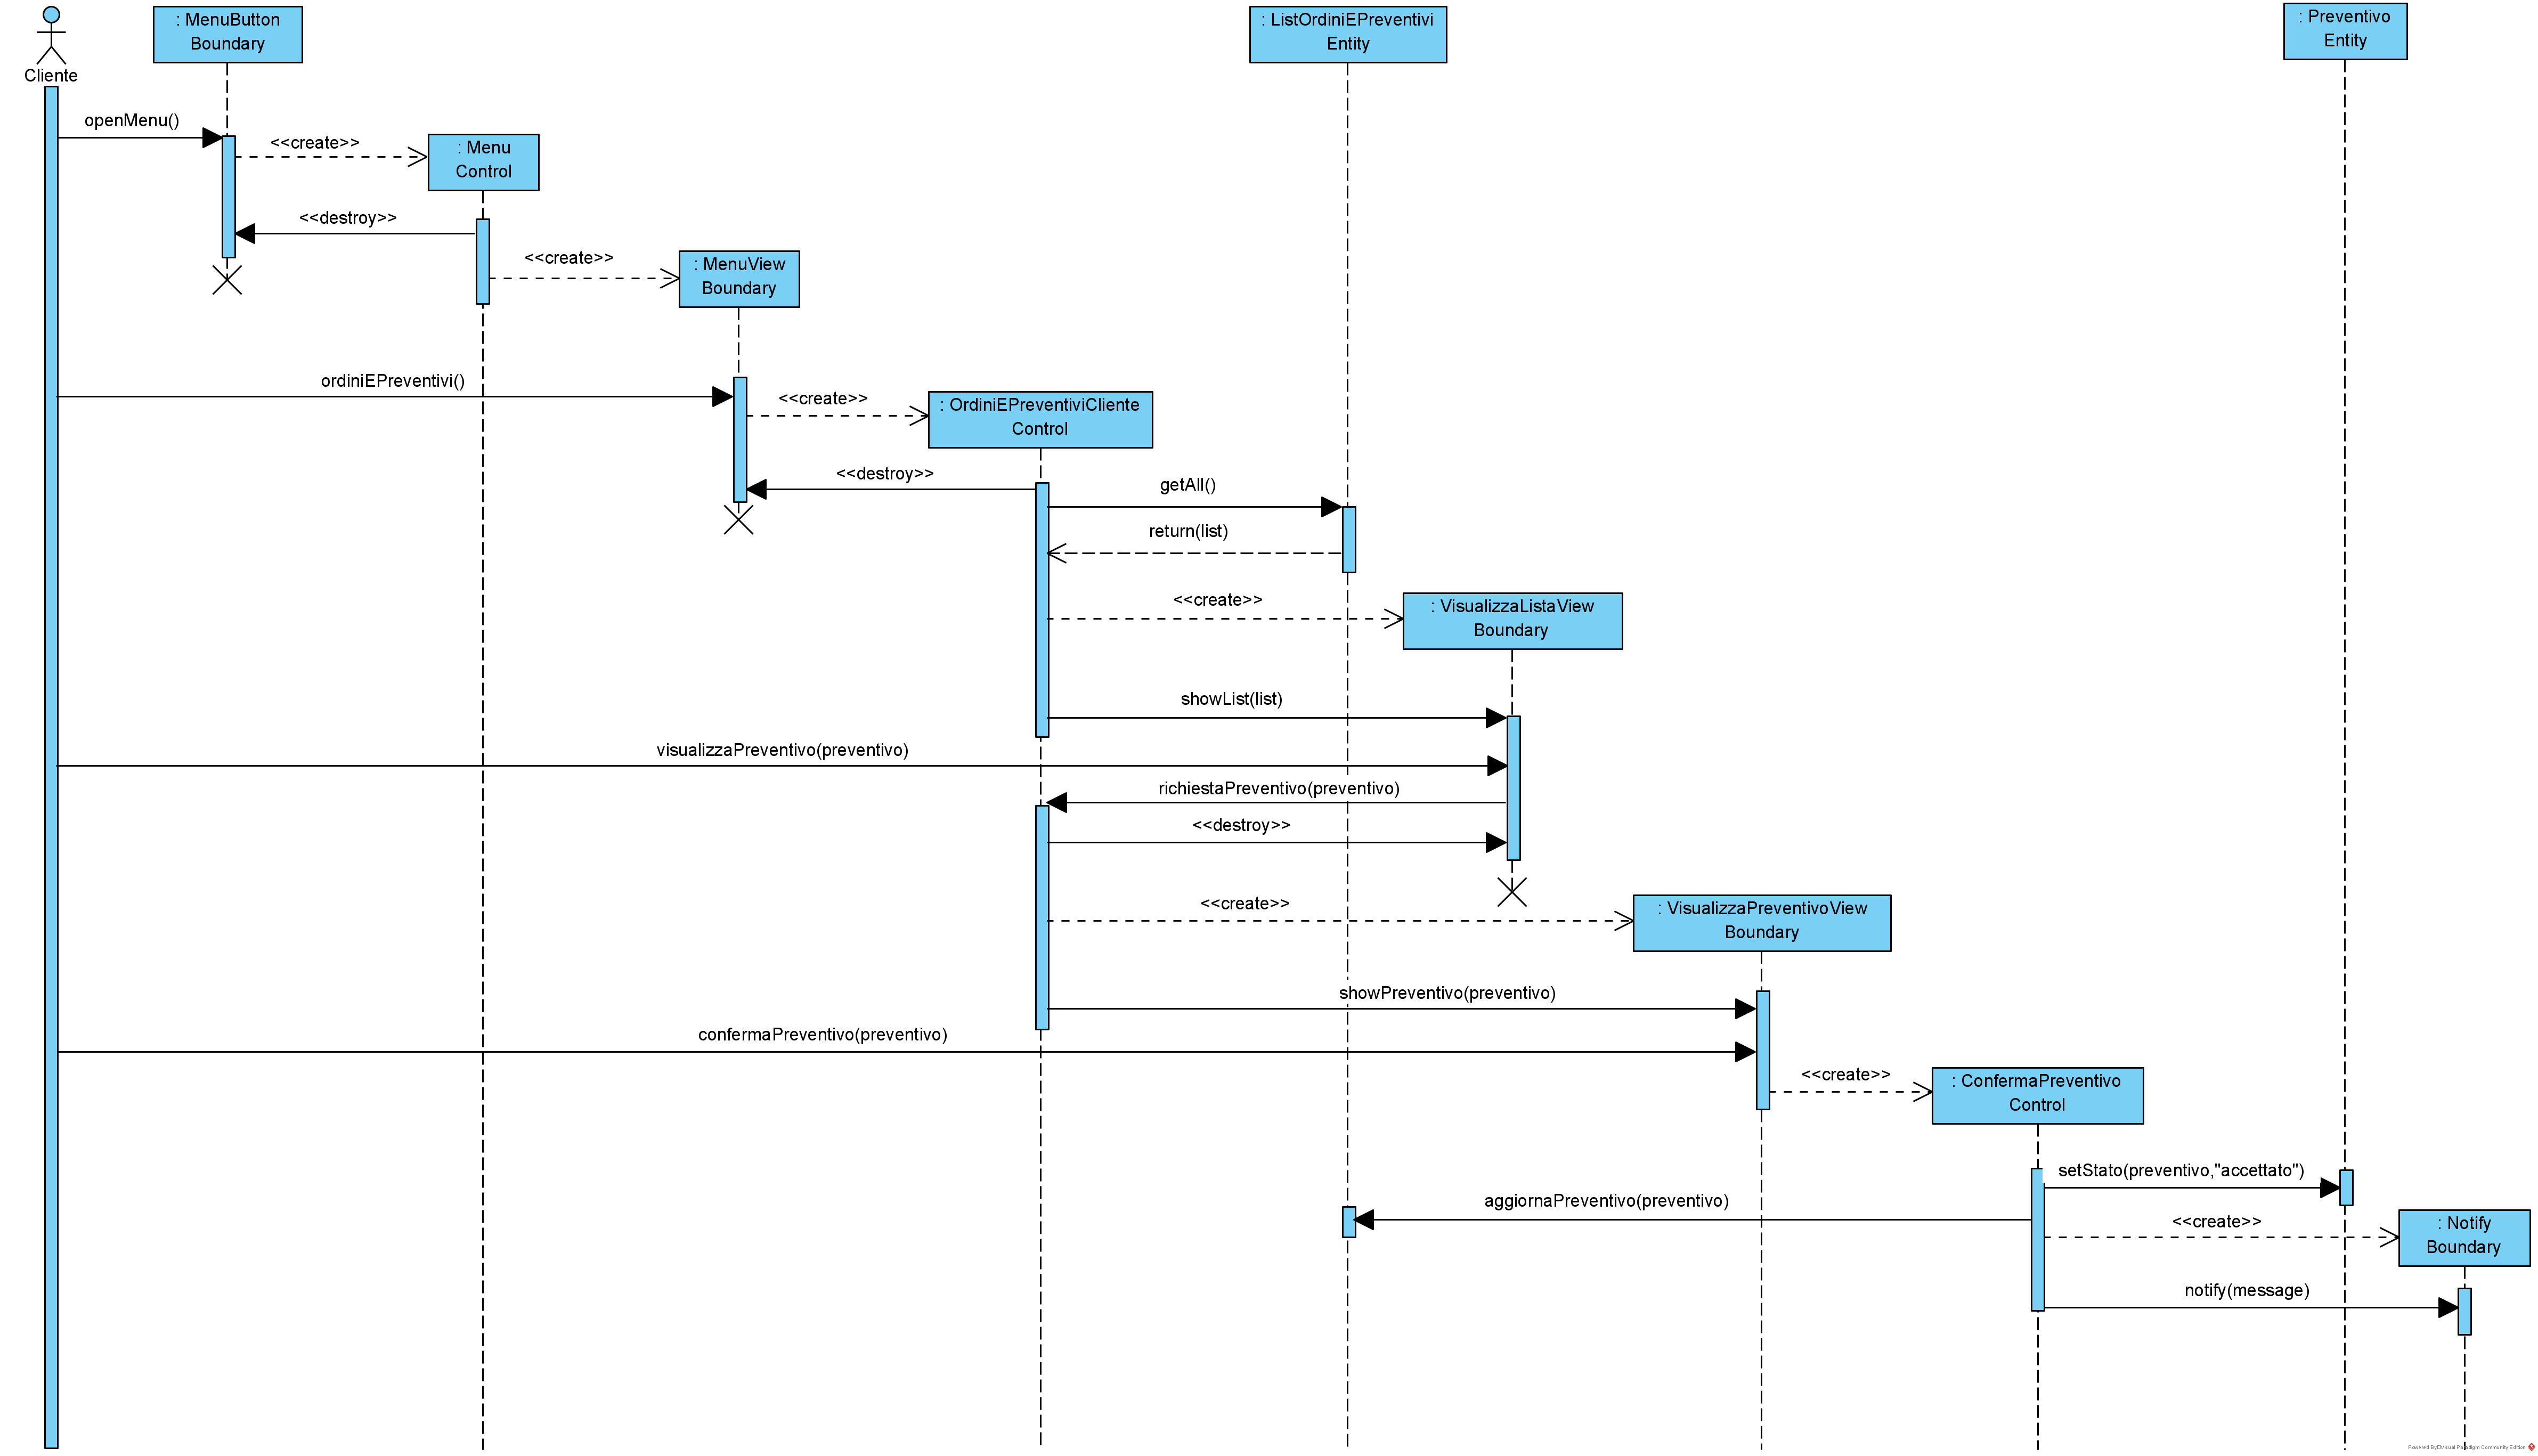 : MenuButton
Boundary
: ListOrdiniEPreventivi
Entity
: Preventivo
Entity
Cliente
openMenu()
<<create>>
: Menu
Control
<<destroy>>
<<create>>
: MenuView
Boundary
ordiniEPreventivi()
<<create>>
: OrdiniEPreventiviCliente
Control
<<destroy>>
getAll()
return(list)
<<create>>
: VisualizzaListaView
Boundary
showList(list)
visualizzaPreventivo(preventivo)
richiestaPreventivo(preventivo)
<<destroy>>
<<create>>
: VisualizzaPreventivoView
Boundary
showPreventivo(preventivo)
confermaPreventivo(preventivo)
<<create>>
: ConfermaPreventivo
Control
setStato(preventivo,"accettato")
aggiornaPreventivo(preventivo)
<<create>>
: Notify
Boundary
notify(message)
Powered By Visual Paradigm Community Edition